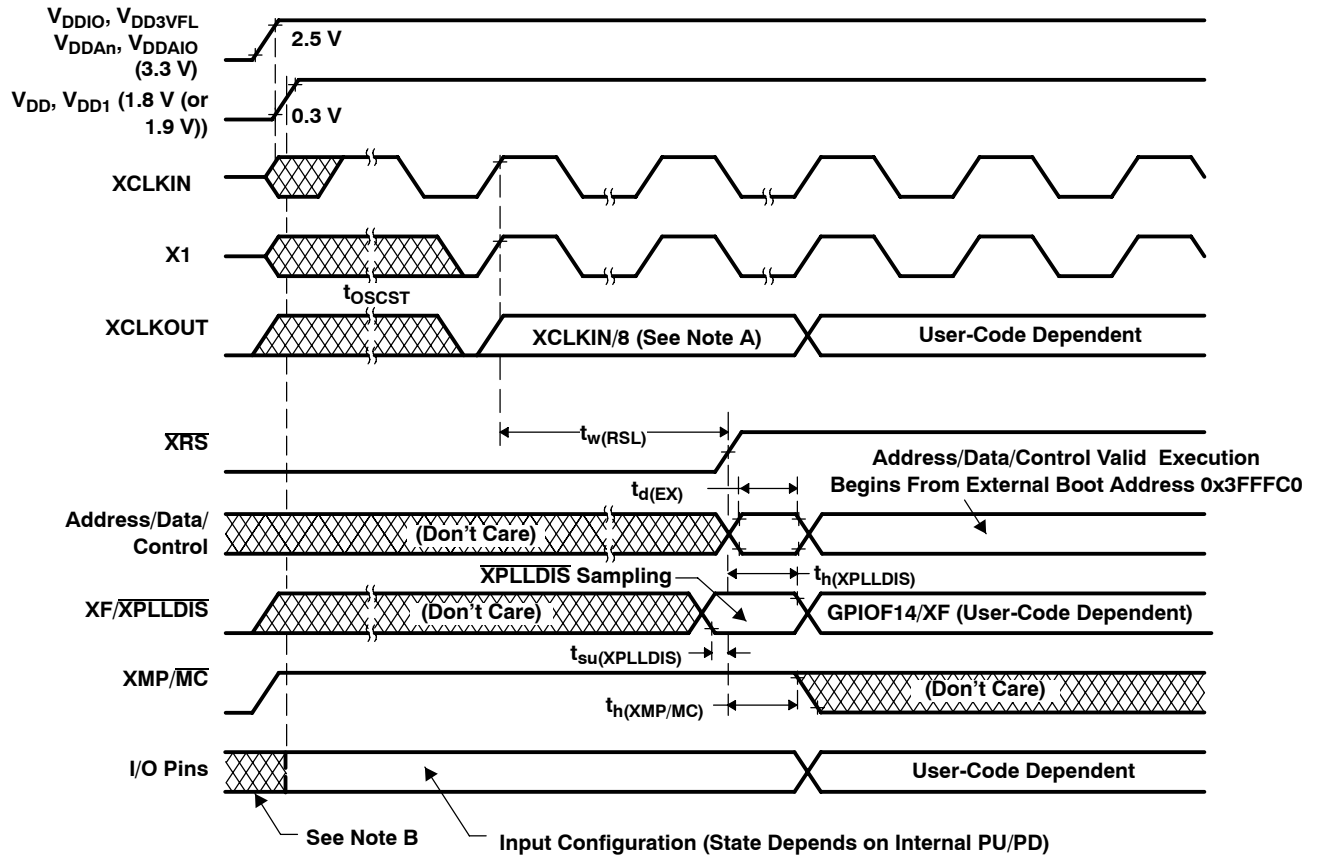 VDDIO, VDD3VFL
VDDAn, VDDAIO
(3.3 V)
2.5 V
VDD, VDD1 (1.8 V (or
1.9 V))
0.3 V
XCLKIN
X1
tOSCST
XCLKOUT
XCLKIN/8 (See Note A)
User-Code Dependent
XRS
tw(RSL)
Address/Data/Control Valid Execution
Begins From External Boot Address 0x3FFFC0
td(EX)
Address/Data/
Control
(Don't Care)
XPLLDIS Sampling
th(XPLLDIS)
XF/XPLLDIS
(Don't Care)
GPIOF14/XF (User-Code Dependent)
tsu(XPLLDIS)
XMP/MC
(Don't Care)
th(XMP/MC)
I/O Pins
User-Code Dependent
See Note B
Input Configuration (State Depends on Internal PU/PD)